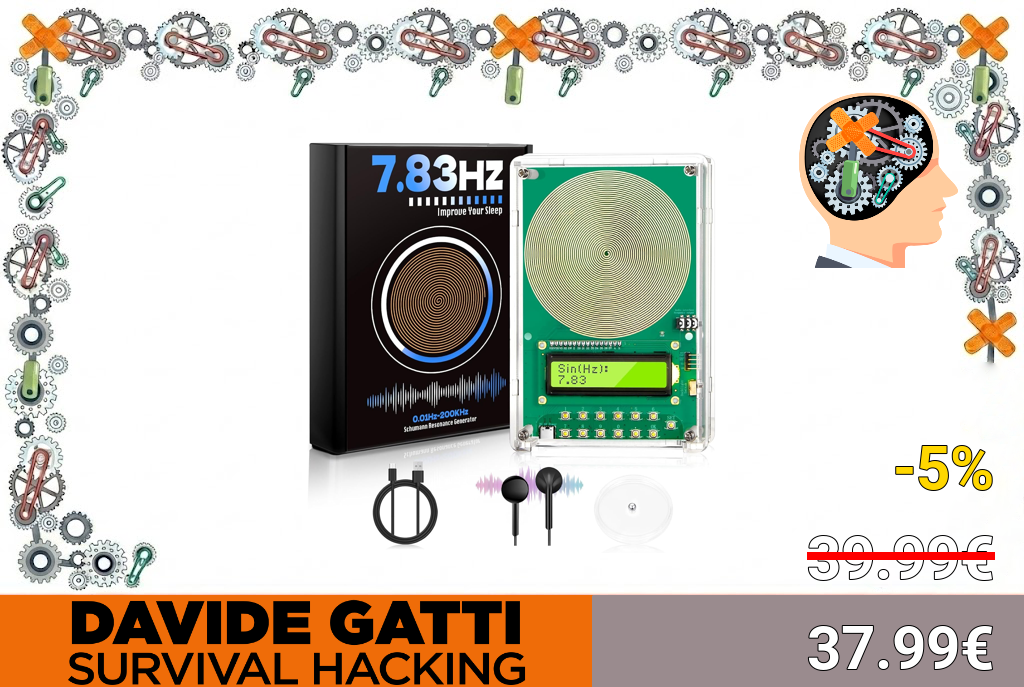 7.83HZ
Improve Your Sleep
0.01Hz-200KHz
Schumann Resonance Generator
Sin(Hz):
7.83
-5%
39.99€
37.99€
DAVIDE GATTI
SURVIVAL HACKING